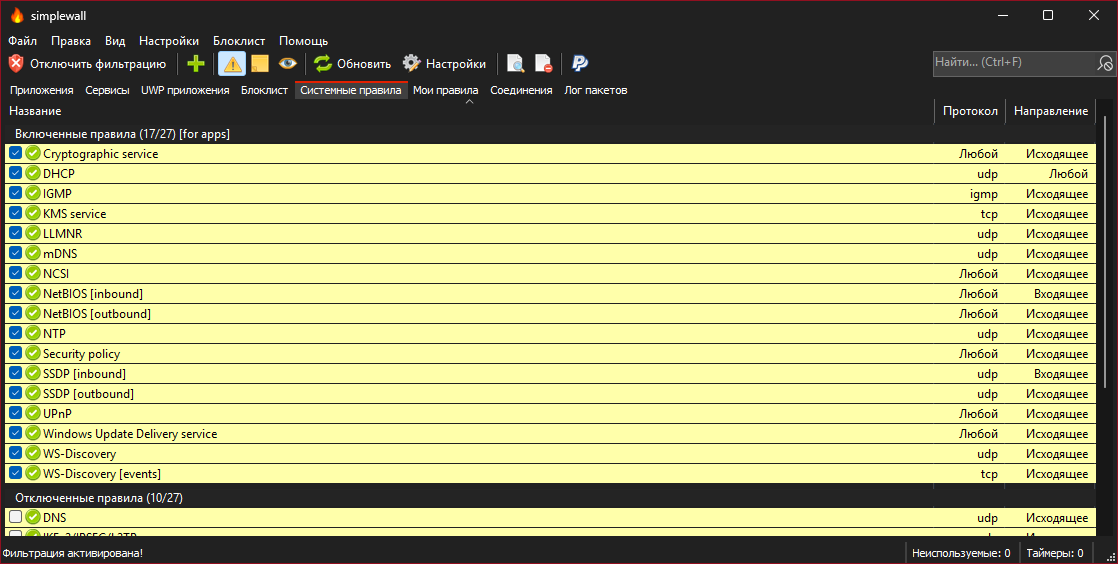 simplewall
Файл Правка Вид Настройки Блоклист Помощь
Отключить фильтрацию Обновить Настройки Найти... (Ctrl+F)
Приложения Сервисы UWP приложения Блоклист Системные правила Мои правила Соединения Лог пакетов
Название Протокол Направление
Включенные правила (17/27) [for apps]
Cryptographic service Любой Исходящее
DHCP udp Любой
IGMP igmp Исходящее
KMS service tcp Исходящее
LLMNR udp Исходящее
mDNS udp Исходящее
NCSI Любой Исходящее
NetBIOS [inbound] Любой Входящее
NetBIOS [outbound] Любой Исходящее
NTP udp Исходящее
Security policy Любой Исходящее
SSDP [inbound] udp Входящее
SSDP [outbound] udp Исходящее
UPnP Любой Исходящее
Windows Update Delivery service Любой Исходящее
WS-Discovery udp Исходящее
WS-Discovery [events] tcp Исходящее
Отключенные правила (10/27)
DNS udp Исходящее
Фильтрация активирована! Неиспользуемые: 0 Таймеры: 0